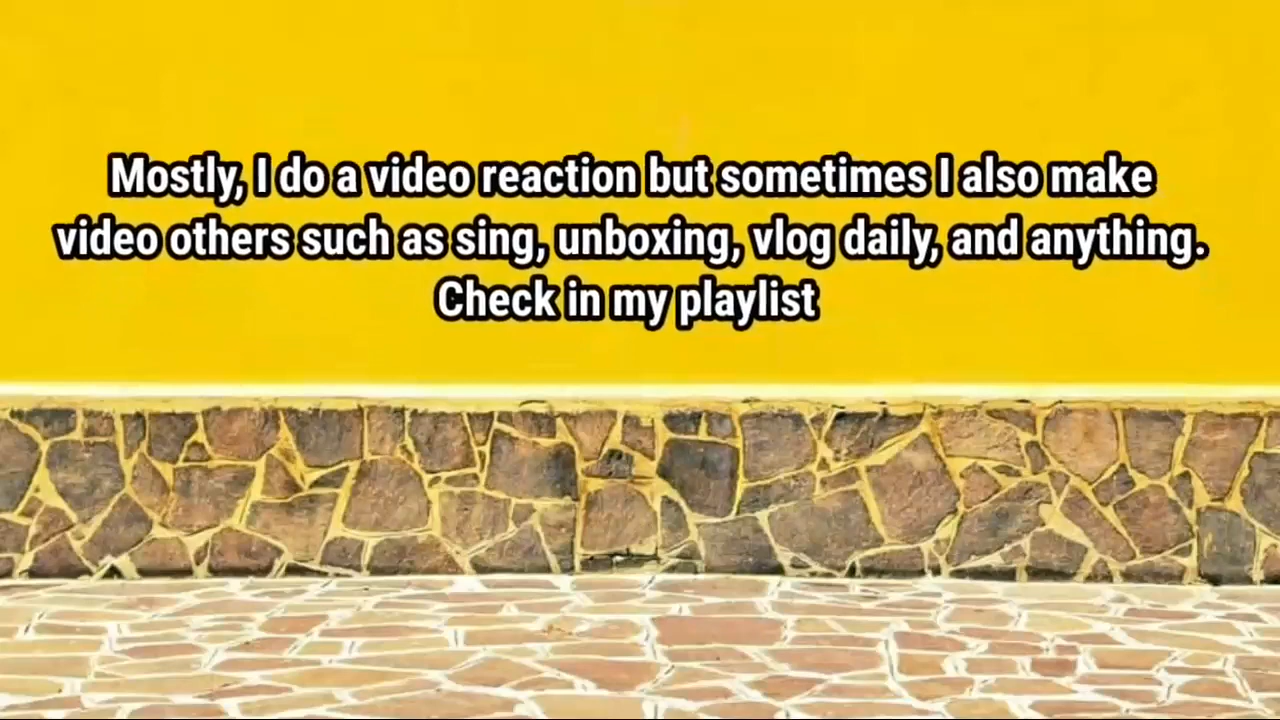 Mostly, I do a video reaction but sometimes I also make
video others such as sing, unboxing, vlog daily, and anything.
Check in my playlist